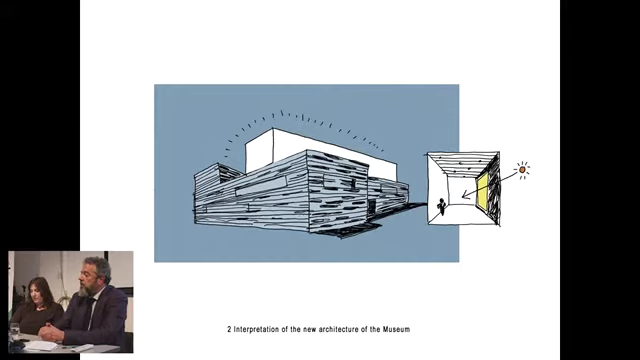 2 Interpretation of the new architecture of the Museum